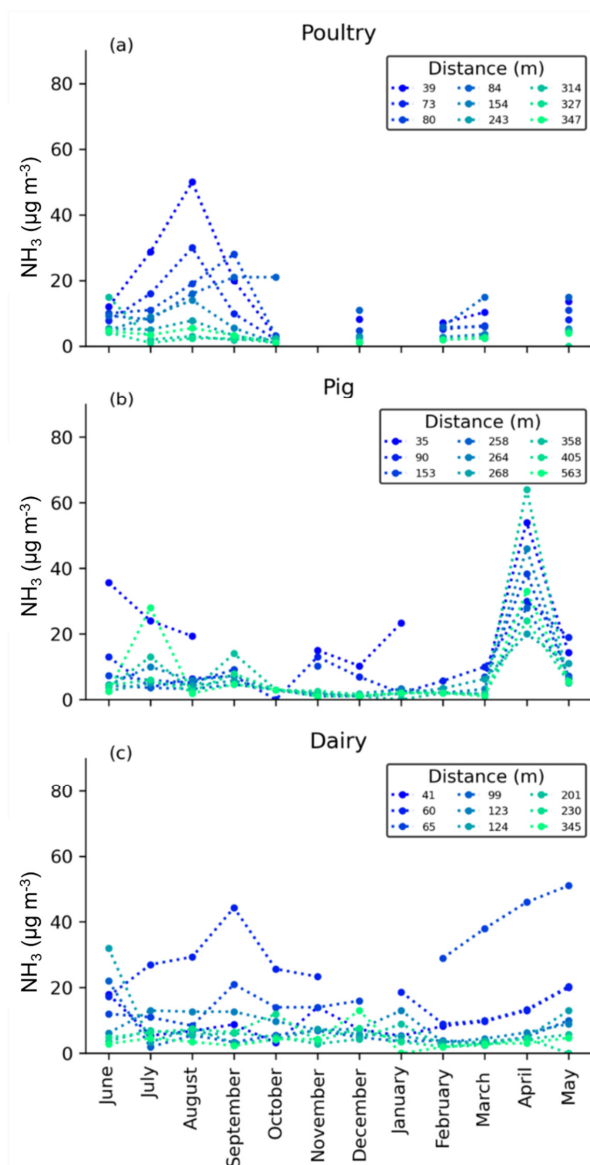 Poultry
(a)
Distance (m)
39 84 314
73 154 327
80 243 347
NH3 (µg m-3)
80
60
40
20
0
Pig
(b)
35 258 358
90 264 405
153 268 563
NH3 (µg m-3)
80
60
40
20
0
Dairy
(c)
Distance (m)
41 99 201
60 123 230
65 124 345
NH3 (µg m-3)
80
60
40
20
0
June
July
August
September
October
November
December
January
February
March
April
May